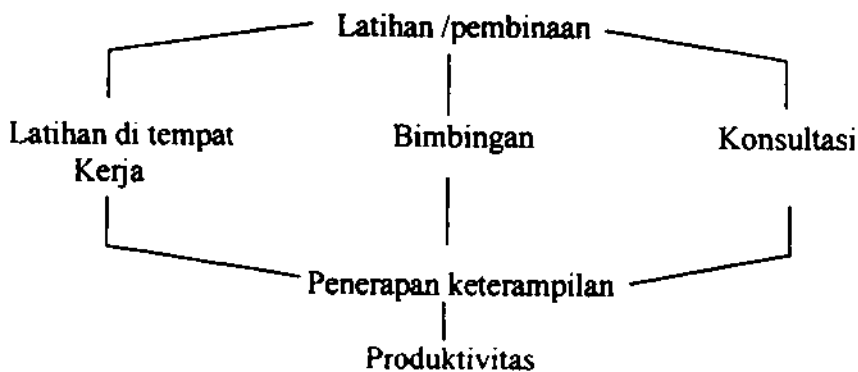 Latihan /pembinaan
Latihan di tempat
Kerja
Bimbingan
Konsultasi
Penerapan keterampilan
Produktivitas